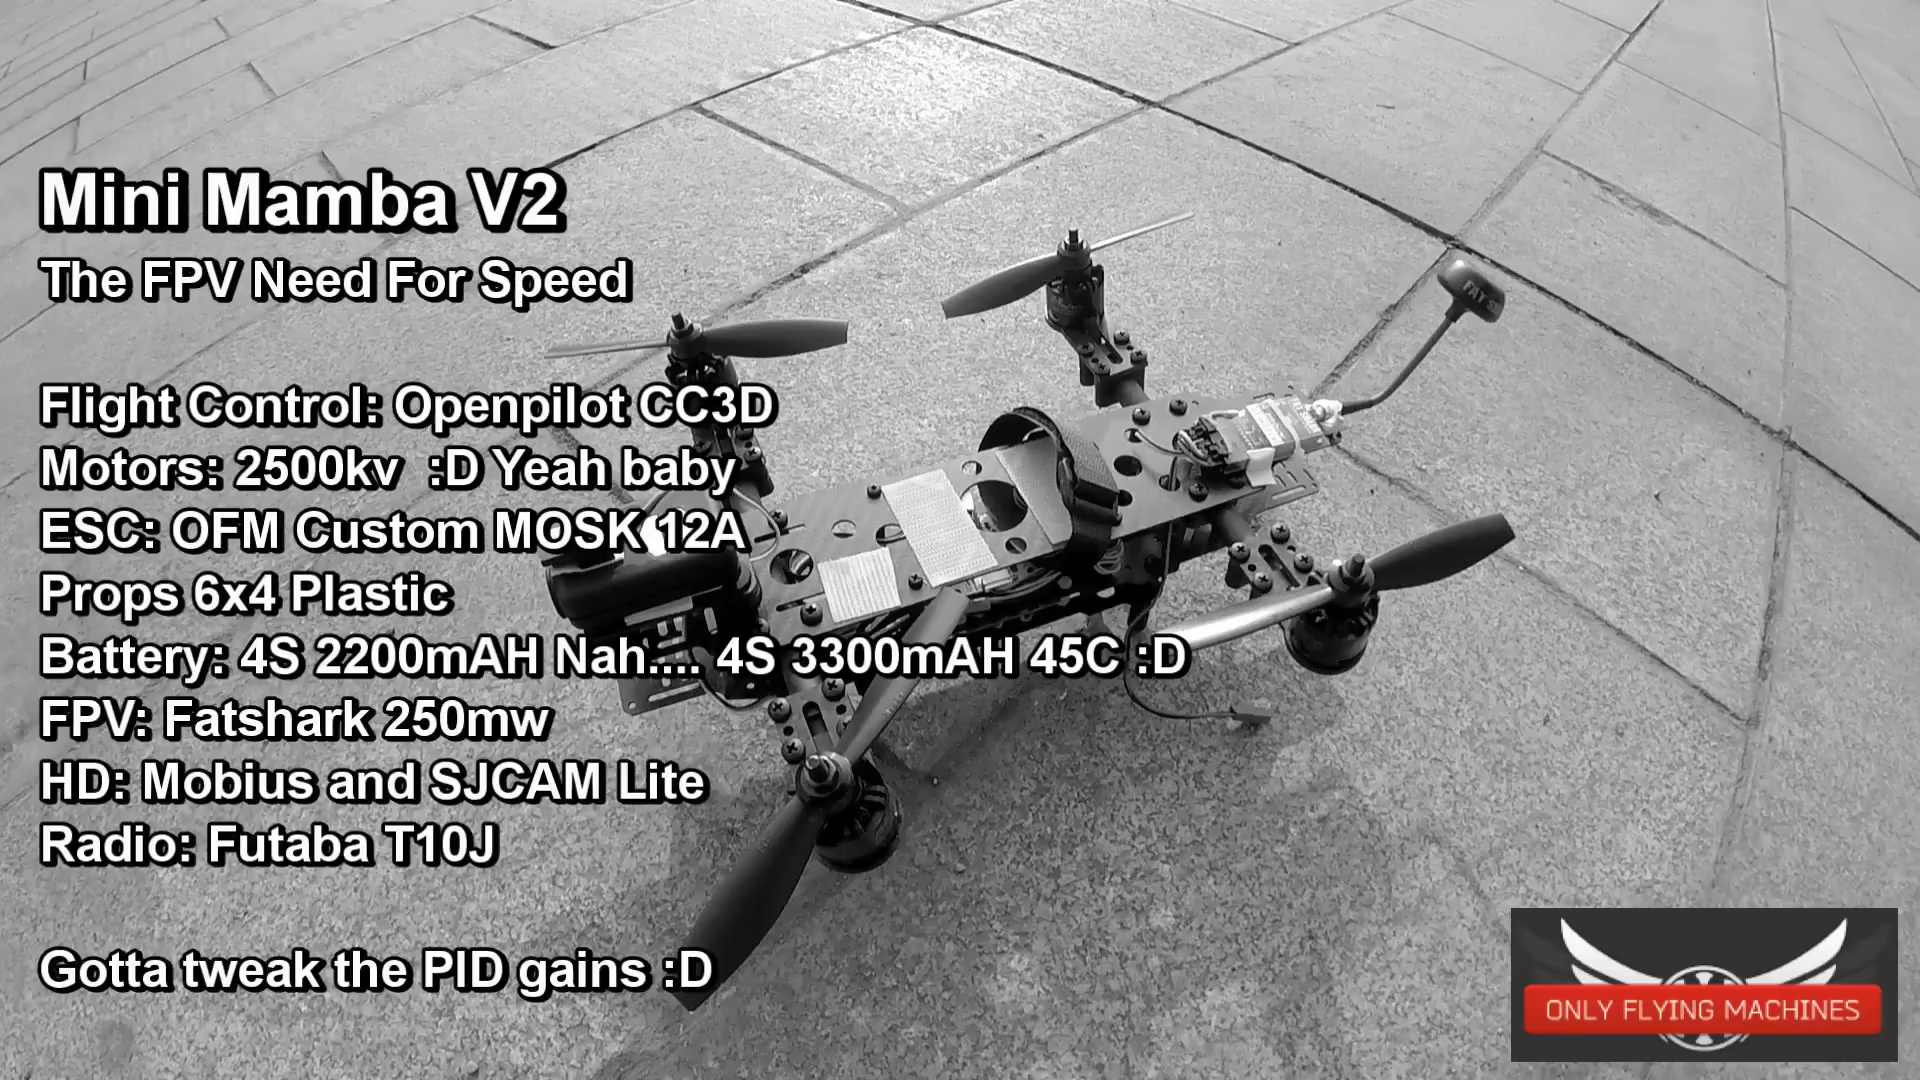 Mini Mamba V2
The FPV Need For Speed
Flight Control: Openpilot CC3D
Motors: 2500kv  :D Yeah baby
ESC: OFM Custom MOSK 12A
Props 6x4 Plastic
Battery: 4S 2200mAH Nah.... 4S 3300mAH 45C :D
FPV: Fatshark 250mw
HD: Mobius and SJCAM Lite
Radio: Futaba T10J
Gotta tweak the PID gains :D
FAT
ONLY FLYING MACHINES